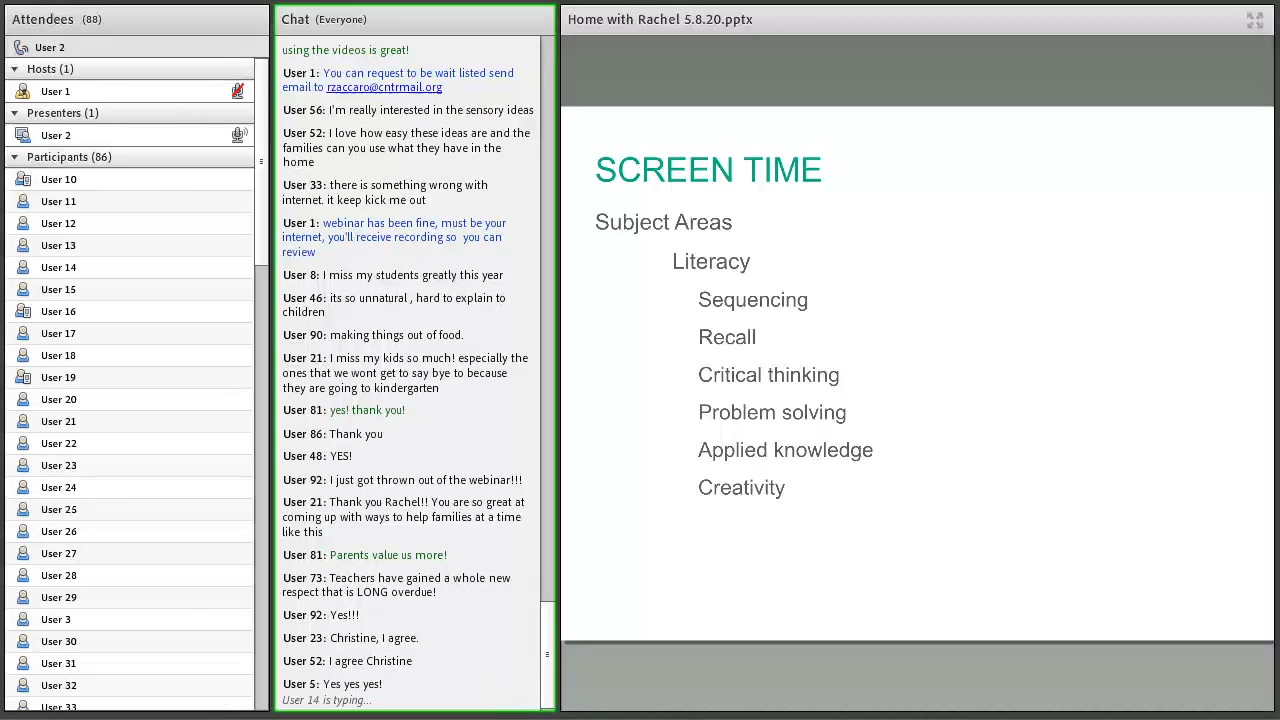 Attendees (88)
User 2
Hosts (1)
User 1
Presenters (1)
User 2
Participants (86)
User 10
User 11
User 12
User 13
User 14
User 15
User 16
User 17
User 18
User 19
User 20
User 21
User 22
User 23
User 24
User 25
User 26
User 27
User 28
User 29
User 3
User 30
User 31
User 32
User 33
Chat (Everyone)
using the videos is great!
User 1: You can request to be wait listed send
email to rzaccaro@cntrmail.org
User 56: I'm really interested in the sensory ideas
User 52: I love how easy these ideas are and the
families can you use what they have in the
home
User 33: there is something wrong with
internet. it keep kick me out
User 1: webinar has been fine, must be your
internet, you'll receive recording so you can
review
User 8: I miss my students greatly this year
User 46: its so unnatural , hard to explain to
children
User 90: making things out of food.
User 21: I miss my kids so much! especially the
ones that we wont get to say bye to because
they are going to kindergarten
User 81: yes! thank you!
User 86: Thank you
User 48: YES!
User 92: I just got thrown out of the webinar!!!
User 21: Thank you Rachel!! You are so great at
coming up with ways to help families at a time
like this
User 81: Parents value us more!
User 73: Teachers have gained a whole new
respect that is LONG overdue!
User 92: Yes!!!
User 23: Christine, I agree.
User 52: I agree Christine
User 5: Yes yes yes!
User 14 is typing...
Home with Rachel 5.8.20.pptx
SCREEN TIME
Subject Areas
Literacy
Sequencing
Recall
Critical thinking
Problem solving
Applied knowledge
Creativity